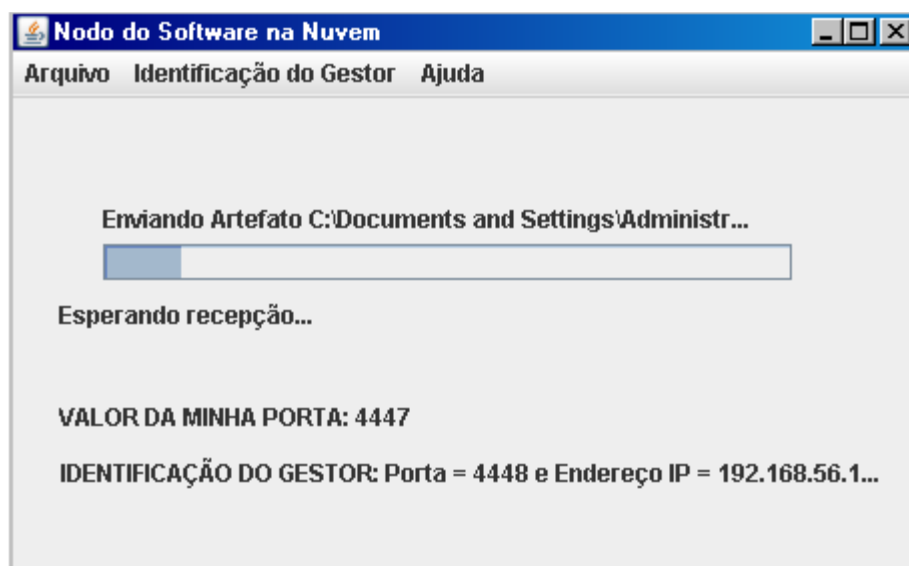 Nodo do Software na Nuvem
Arquivo Identificação do Gestor Ajuda
Enviando Artefato C:\Documents and Settings\Administr...
Esperando recepção...
VALOR DA MINHA PORTA: 4447
IDENTIFICAÇÃO DO GESTOR: Porta = 4448 e Endereço IP = 192.168.56.1...